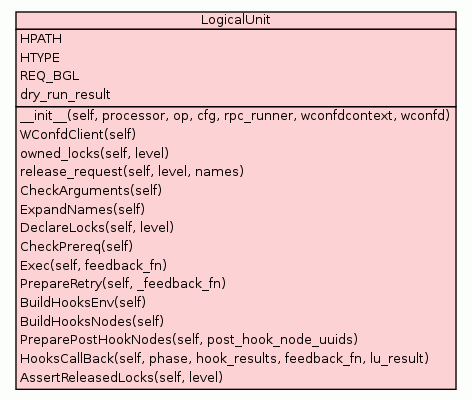 LogicalUnit
HPATH
HTYPE
REQ_BGL
dry_run_result
__init__(self, processor, op, cfg, rpc_runner, wconfdcontext, wconfd)
WConfdClient(self)
owned_locks(self, level)
release_request(self, level, names)
CheckArguments(self)
ExpandNames(self)
DeclareLocks(self, level)
CheckPrereq(self)
Exec(self, feedback_fn)
PrepareRetry(self, _feedback_fn)
BuildHooksEnv(self)
BuildHooksNodes(self)
PreparePostHookNodes(self, post_hook_node_uuids)
HooksCallBack(self, phase, hook_results, feedback_fn, lu_result)
AssertReleasedLocks(self, level)